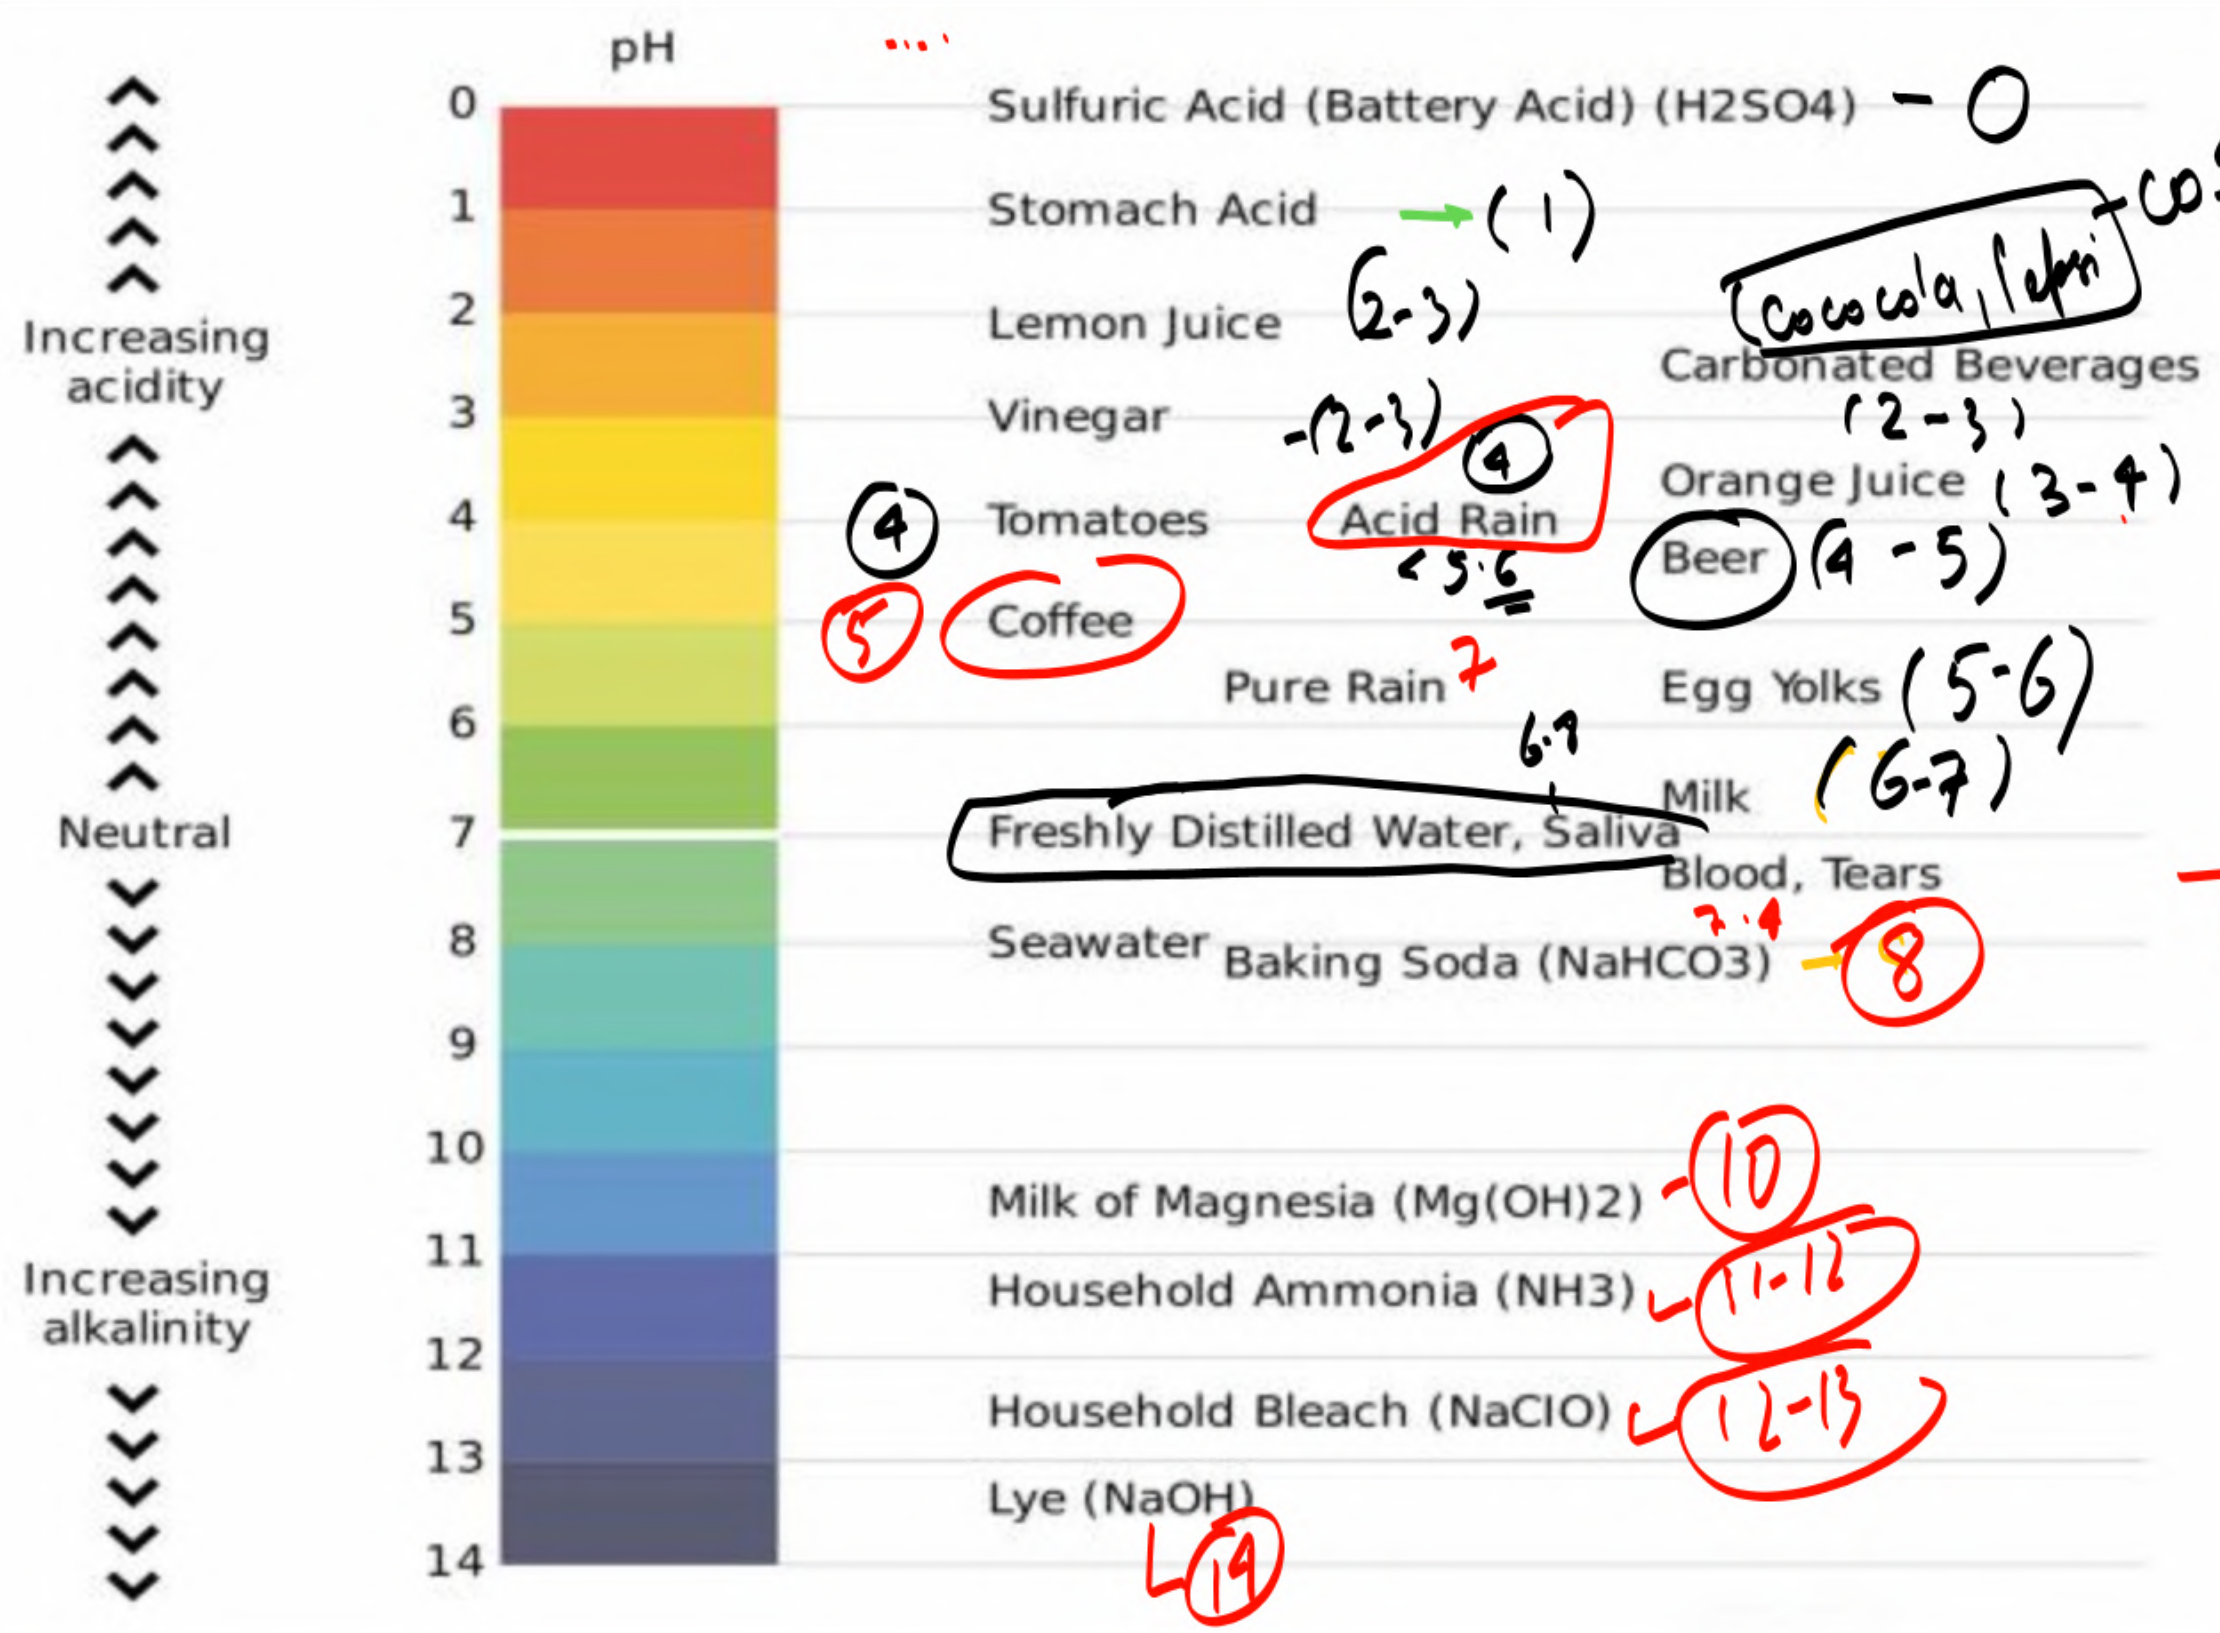 pH
0 Sulfuric Acid (Battery Acid) (H2SO4) - 0
1 Stomach Acid → (1)
cococola, Pepsi
2 Lemon Juice (2-3)
Increasing acidity
Carbonated Beverages
(2-3)
3 Vinegar -(2-3)
4
Orange Juice (3-4)
4 4 Tomatoes Acid Rain
Beer (4-5)
< 5.6
5 5 Coffee
Pure Rain 7
Egg Yolks (5-6)
6
6.8
Milk (6-7)
Neutral 7 Freshly Distilled Water, Saliva
Blood, Tears
7.4
8 Seawater Baking Soda (NaHCO3) → 8
9
10
Milk of Magnesia (Mg(OH)2) - 10
11
Increasing alkalinity
Household Ammonia (NH3) 11-12
12
Household Bleach (NaClO) 12-13
13
Lye (NaOH)
14
14